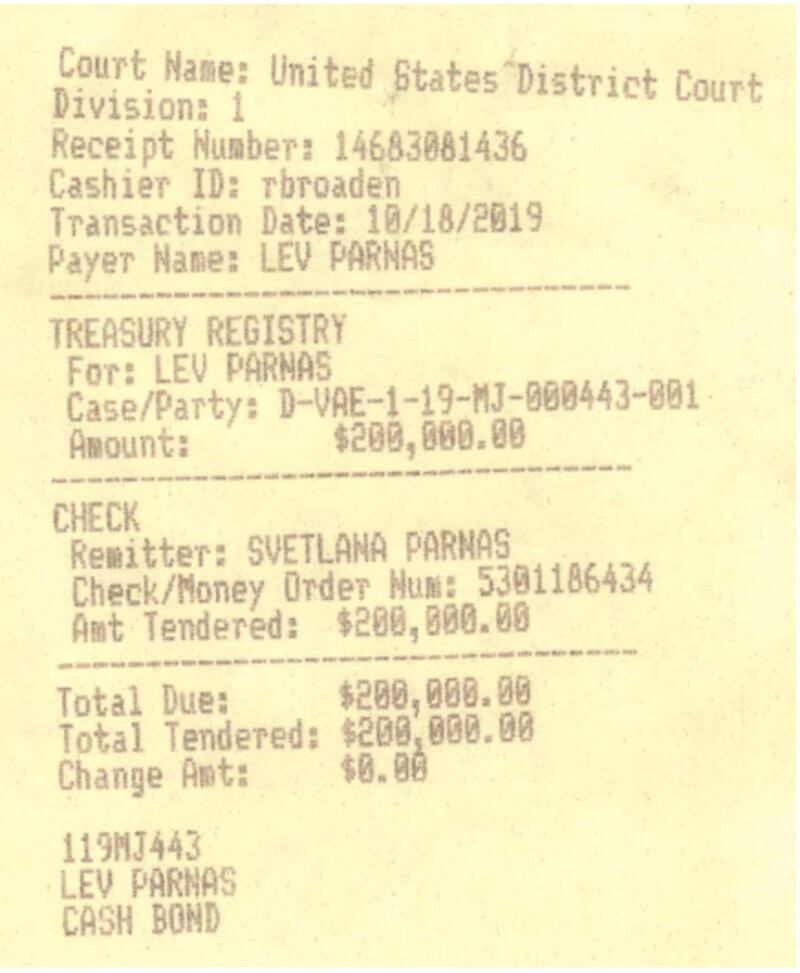 Court Name: United States District Court
Division: 1
Receipt Number: 14683081436
Cashier ID: rbroaden
Transaction Date: 10/18/2019
Payer Name: LEV PARNAS
TREASURY REGISTRY
For: LEV PARNAS
Case/Party: D-VAE-1-19-MJ-000443-001
Amount: $200,000.00
CHECK
Remitter: SVETLANA PARNAS
Check/Money Order Num: 5301186434
Amt Tendered: $200,000.00
Total Due: $200,000.00
Total Tendered: $200,000.00
Change Amt: $0.00
119MJ443
LEV PARNAS
CASH BOND